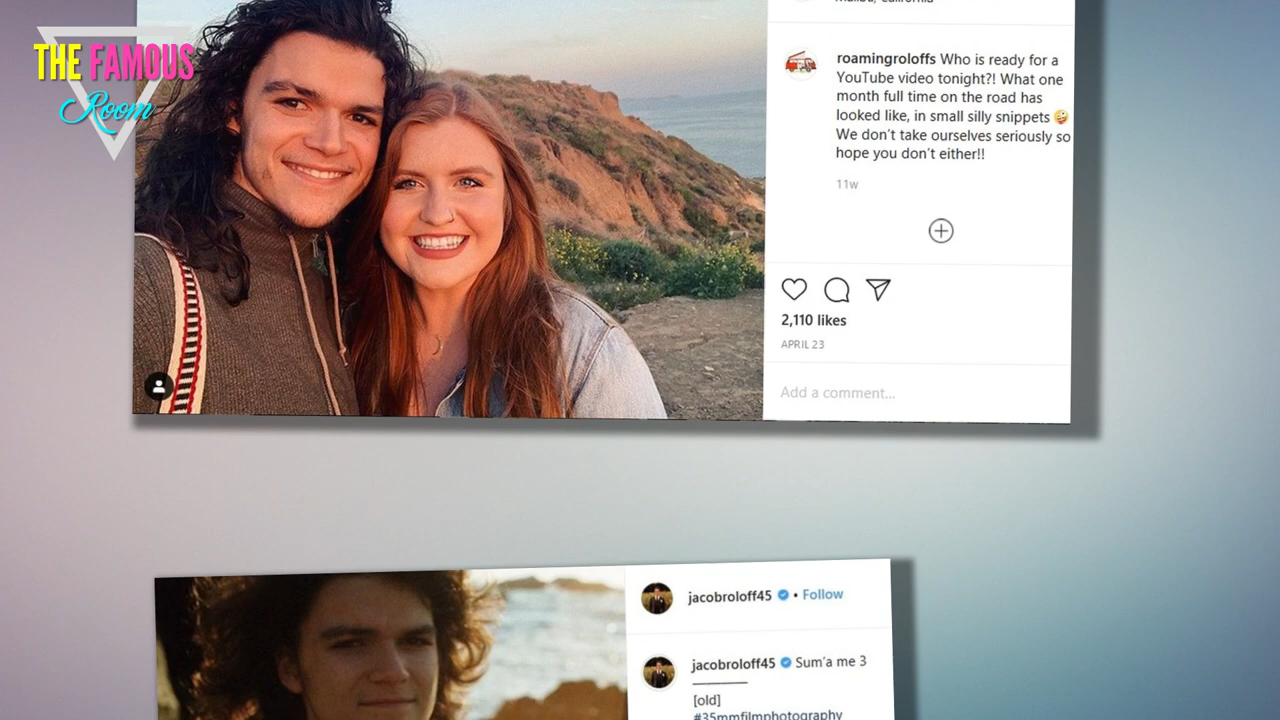 THE FAMOUS
Room
roamingroloffs Who is ready for a
YouTube video tonight?! What one
month full time on the road has
looked like, in small silly snippets 🤪
We don't take ourselves seriously so
hope you don't either!!
11w
2,110 likes
APRIL 23
Add a comment...
jacobroloff45 • Follow
jacobroloff45 Sum'a me 3
[old]
#35mmfilmphotography